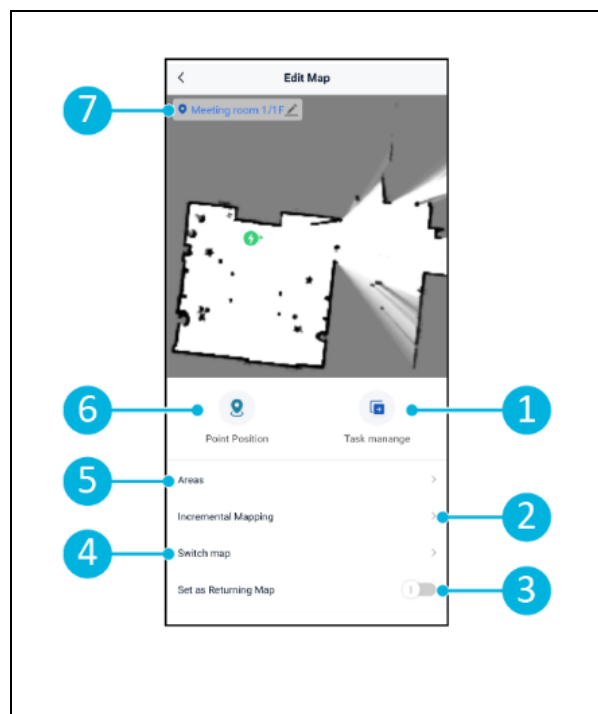 Edit Map
7
Meeting room 1/1F
6
1
Point Position
Task manange
5
Areas
Incremental Mapping
2
4
Switch map
Set as Returning Map
3